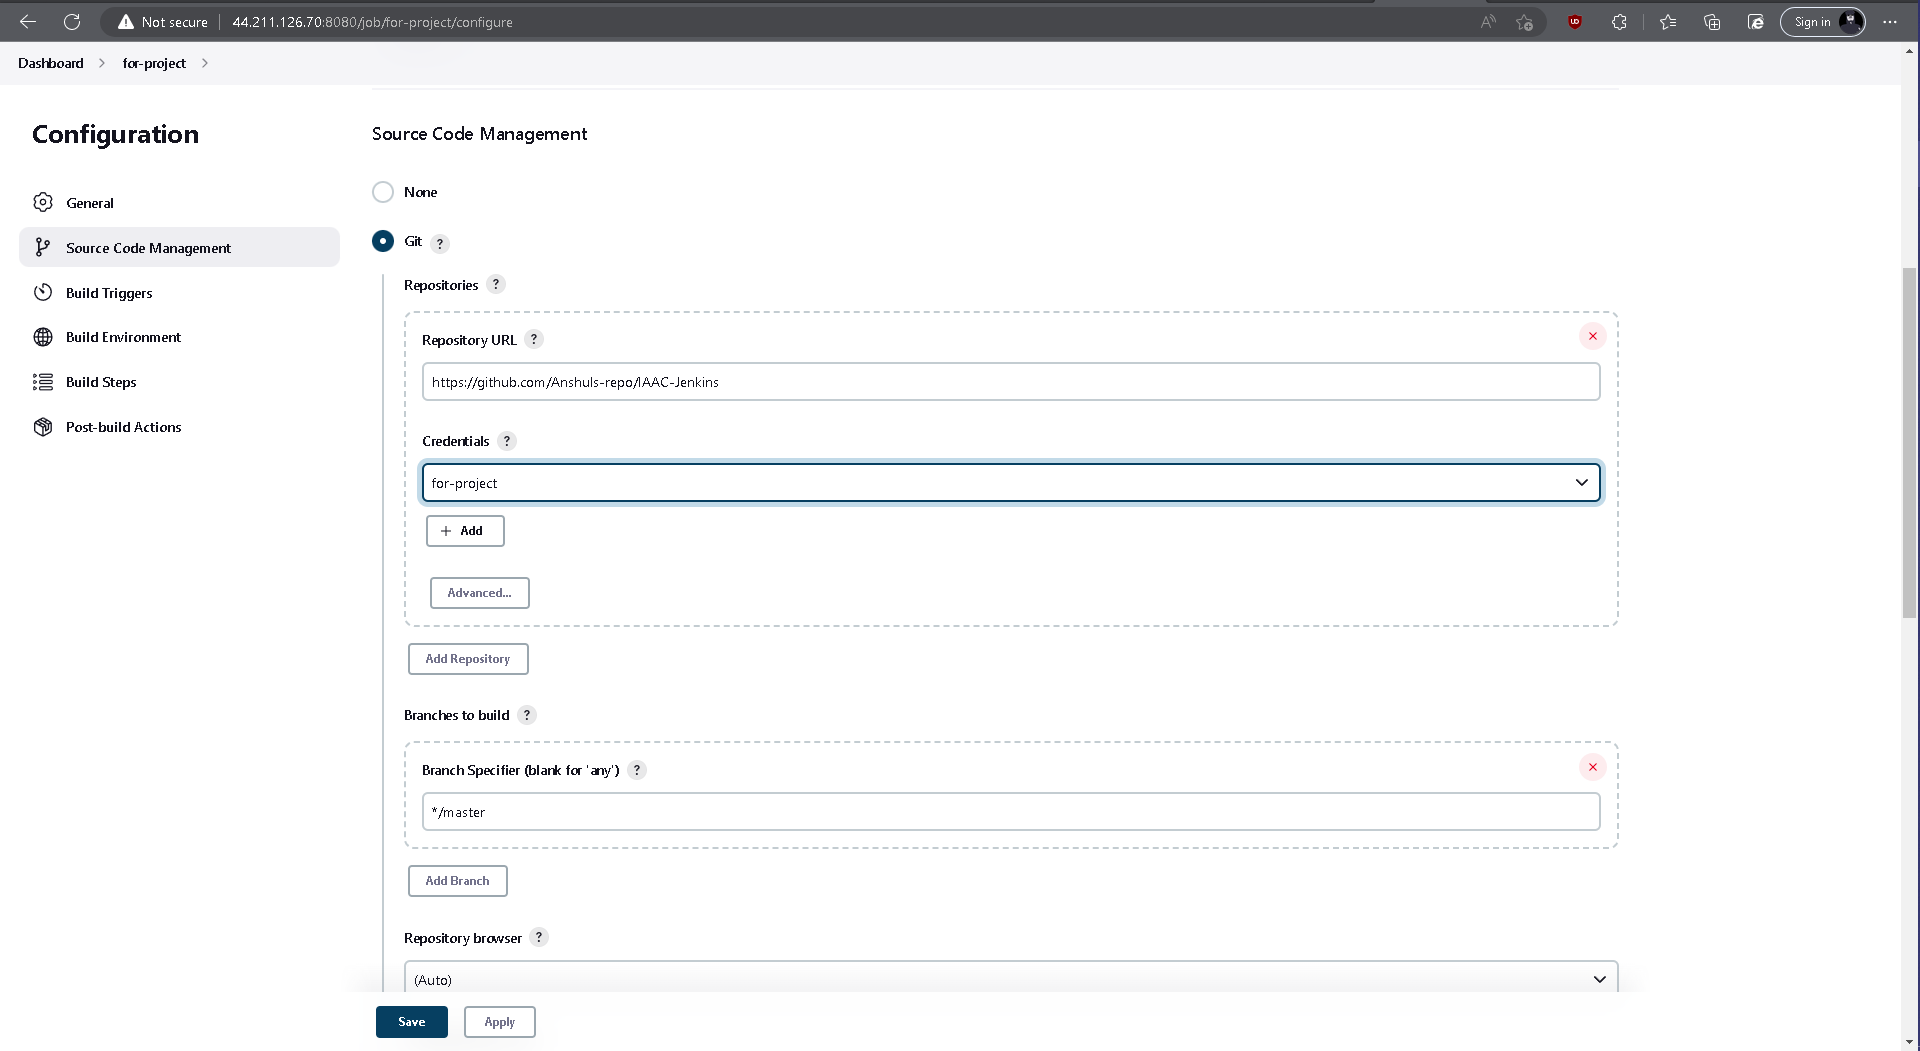 Not secure
44.211.126.70:8080/job/for-project/configure
Sign in
Dashboard
for-project
Configuration
General
Source Code Management
Build Triggers
Build Environment
Build Steps
Post-build Actions
Source Code Management
None
Git ?
Repositories ?
Repository URL ?
https://github.com/Anshuls-repo/IAAC-Jenkins
Credentials ?
for-project
+ Add
Advanced...
Add Repository
Branches to build ?
Branch Specifier (blank for 'any') ?
*/master
Add Branch
Repository browser ?
(Auto)
Save
Apply